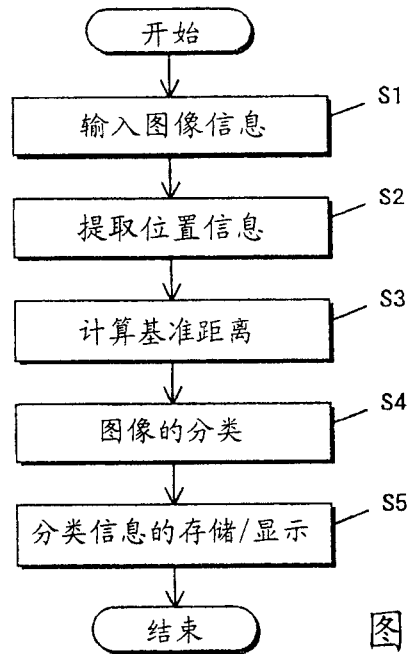 开始
S1
输入图像信息
S2
提取位置信息
S3
计算基准距离
S4
图像的分类
S5
分类信息的存储/显示
结束
图